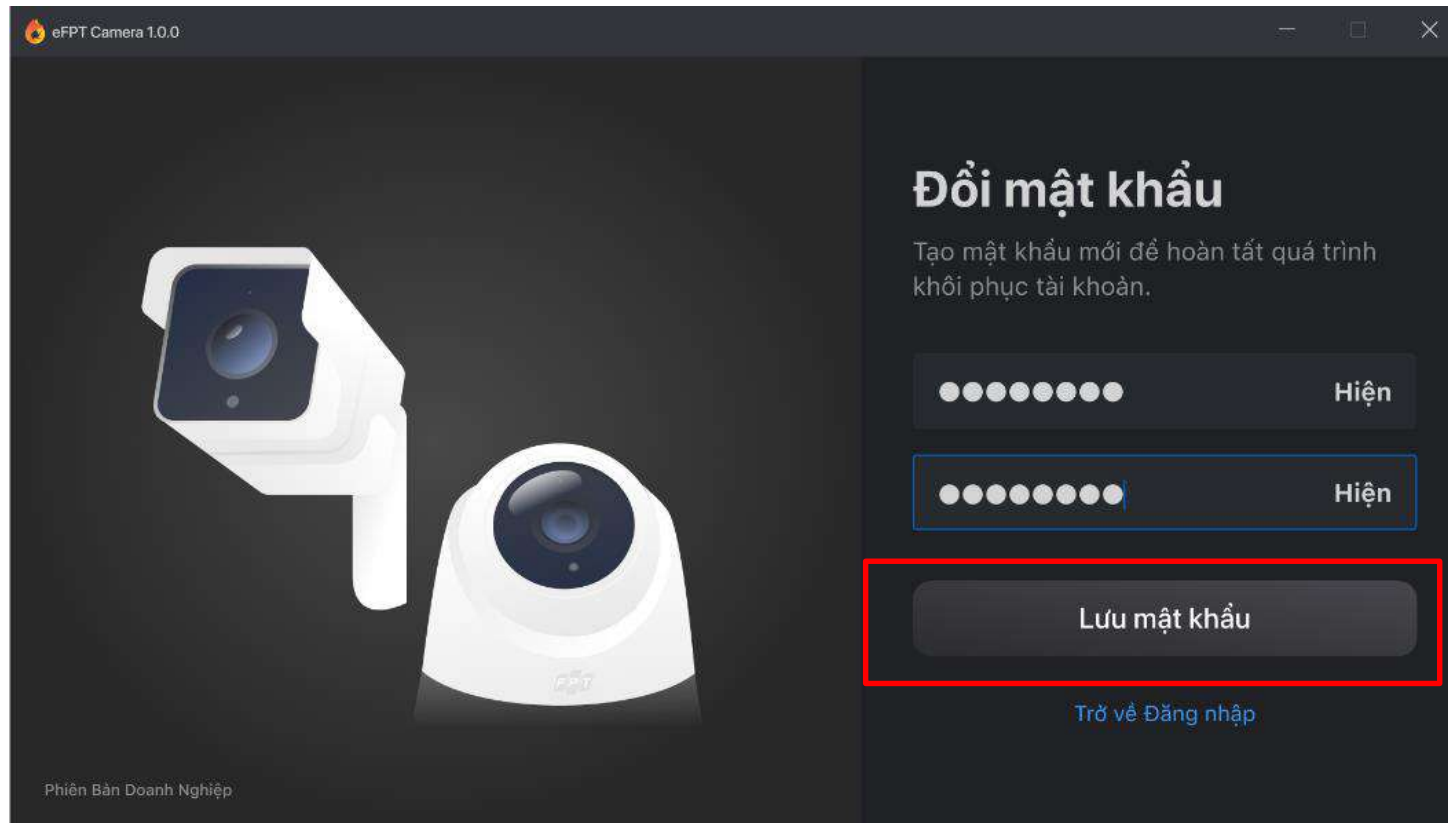 eFPT Camera 1.0.0
Đổi mật khẩu
Tạo mật khẩu mới để hoàn tất quá trình
khôi phục tài khoản.
●●●●●●●● Hiện
●●●●●●●● Hiện
Lưu mật khẩu
Trở về Đăng nhập
FPT
Phiên Bản Doanh Nghiệp